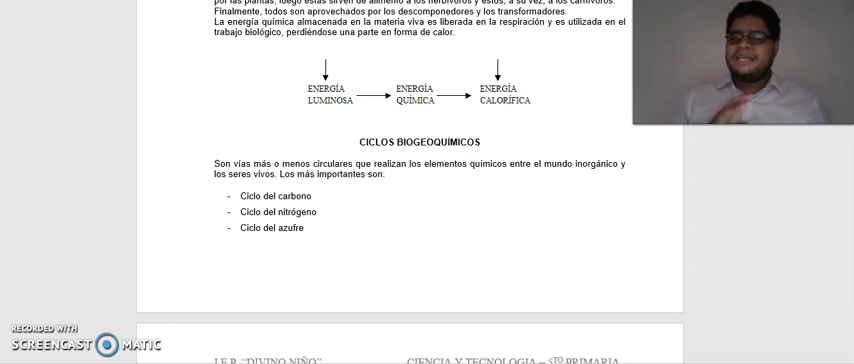 por las plantas, luego éstas sirven de alimento a los herbívoros y éstos, a su vez, a los carnívoros.
Finalmente, todos son aprovechados por los descomponedores y los transformadores.
La energía química almacenada en la materia viva es liberada en la respiración y es utilizada en el
trabajo biológico, perdiéndose una parte en forma de calor.
ENERGÍA LUMINOSA
ENERGÍA QUÍMICA
ENERGÍA CALORÍFICA
CICLOS BIOGEOQUÍMICOS
Son vías más o menos circulares que realizan los elementos químicos entre el mundo inorgánico y
los seres vivos. Los más importantes son:
- Ciclo del carbono
- Ciclo del nitrógeno
- Ciclo del azufre
RECORDED WITH
SCREENCAST MATIC
I.E.P. “DIVINO NIÑO” CIENCIA Y TECNOLOGIA – 5TO PRIMARIA